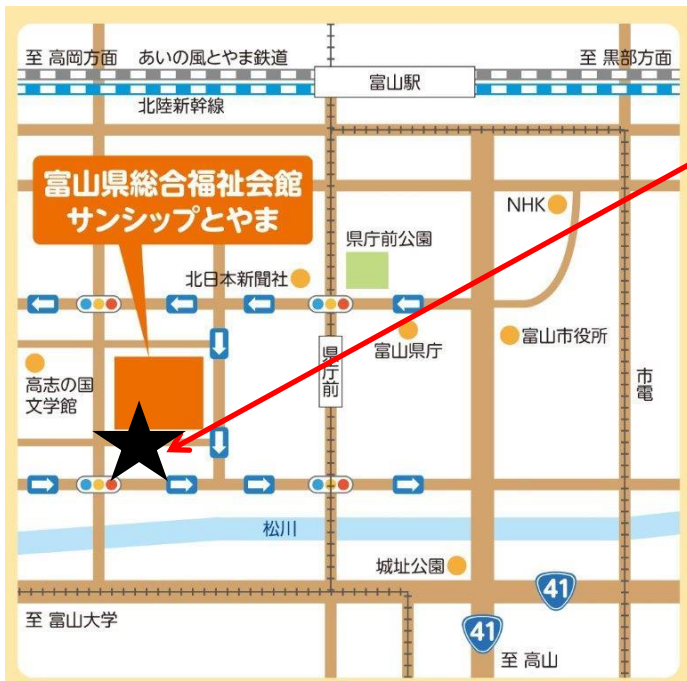 至 高岡方面
あいの風とやま鉄道
至 黒部方面
富山駅
北陸新幹線
富山県総合福祉会館
サンシップとやま
NHK
県庁前公園
北日本新聞社
富山県庁
富山市役所
県庁前
高志の国
文学館
市電
松川
城址公園
41
至 富山大学
41
至 高山